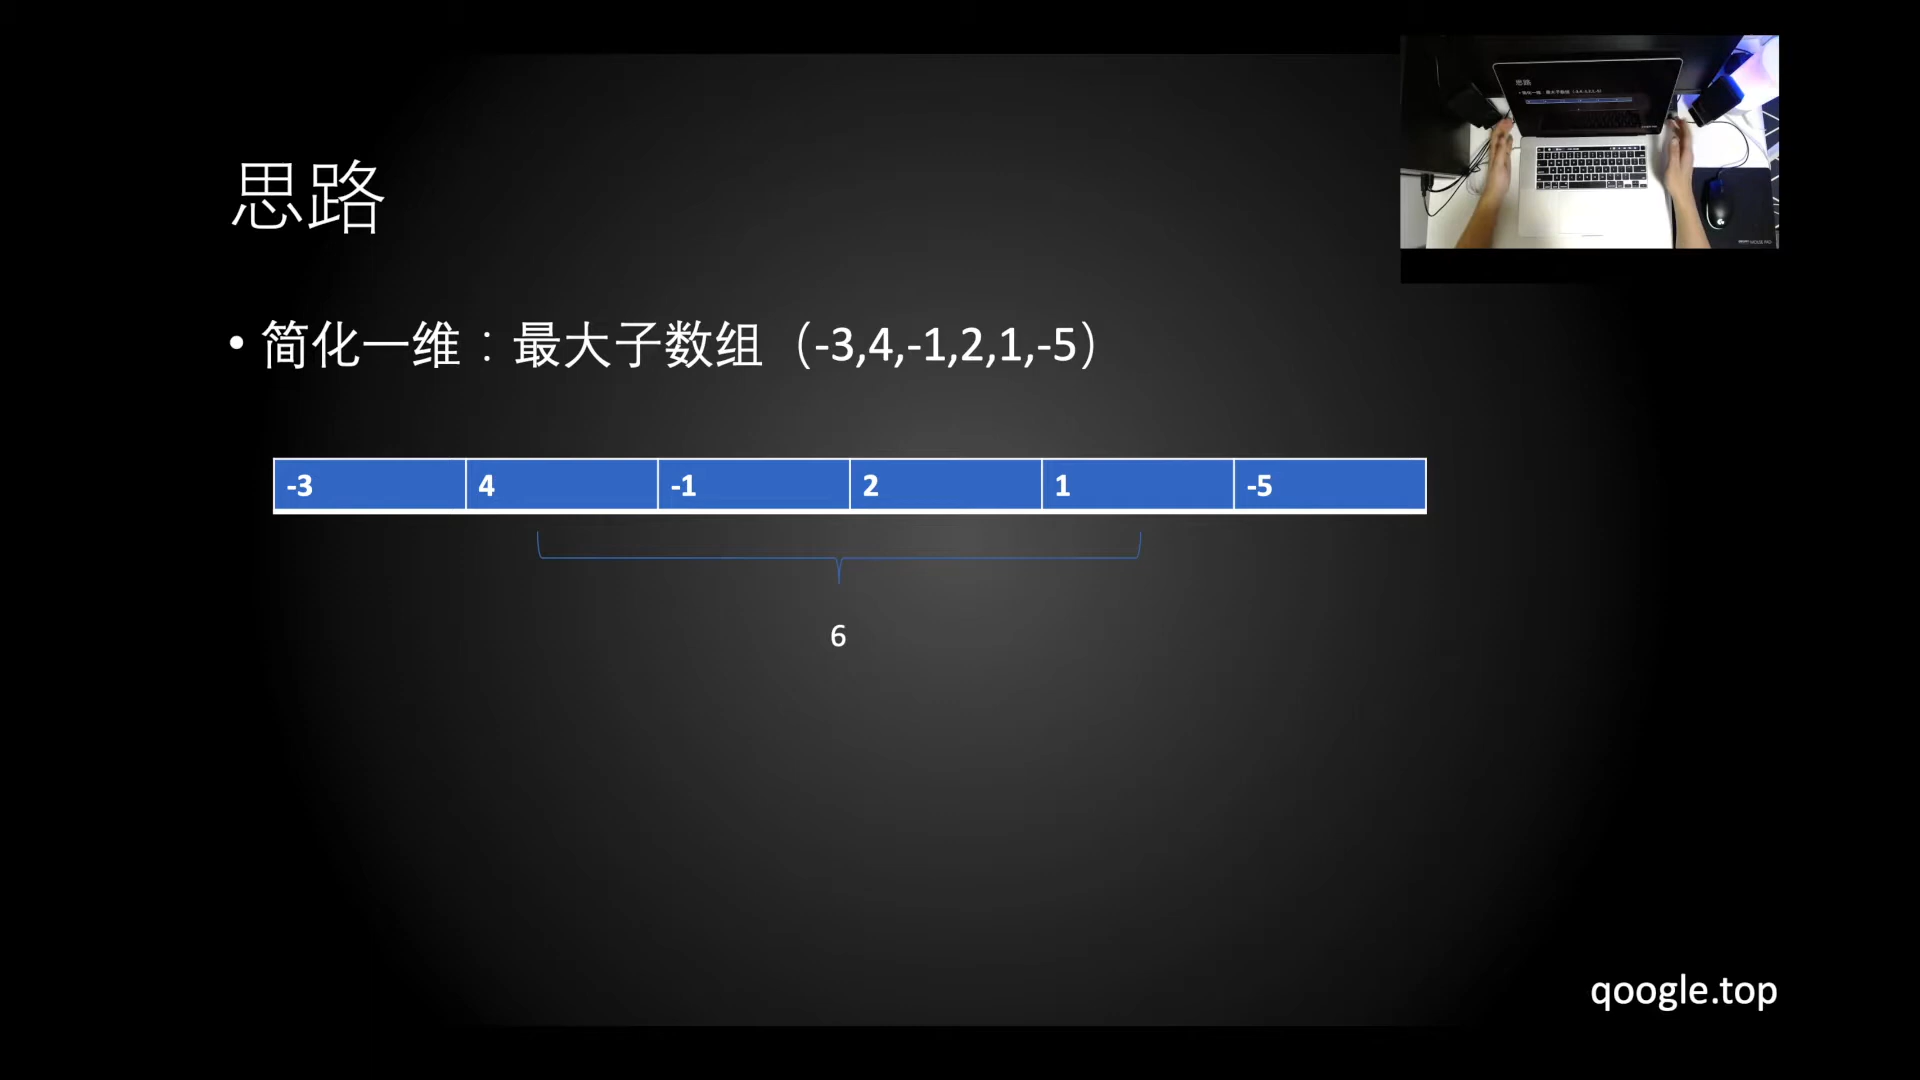 思路
• 简化一维：最大子数组（-3,4,-1,2,1,-5）
-3 4 -1 2 1 -5
6
qoogle.top